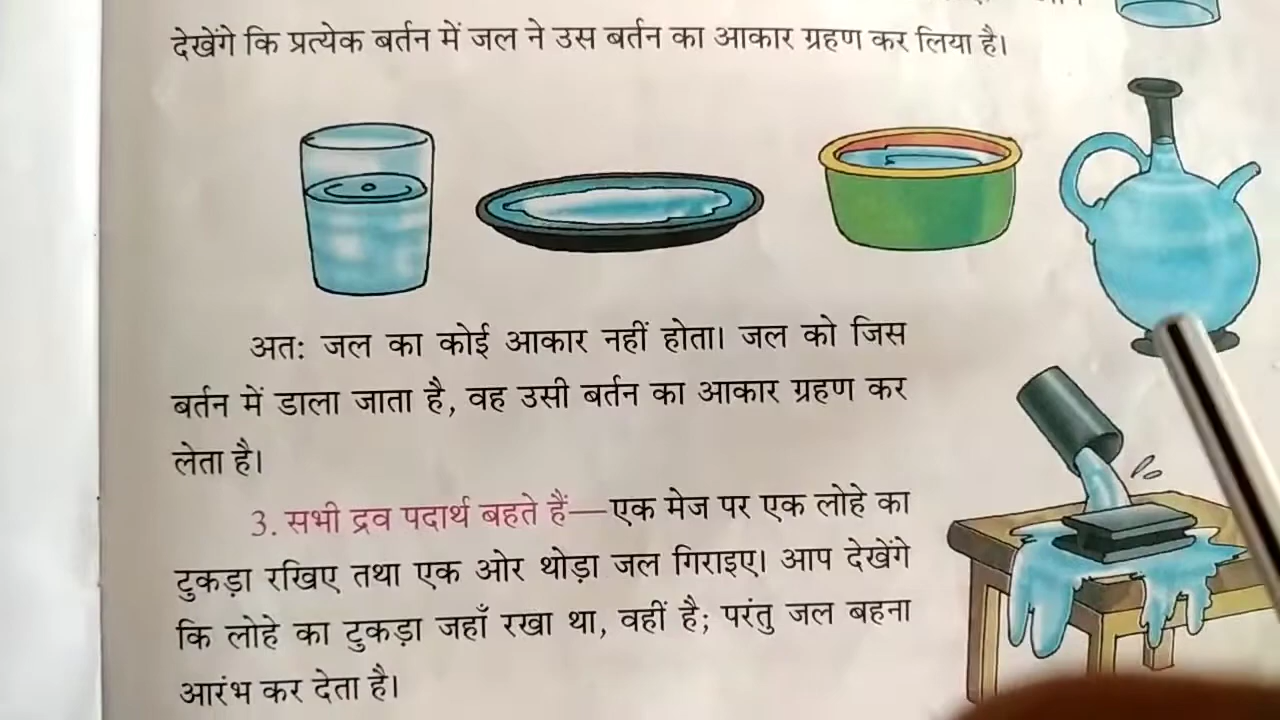 देखेंगे कि प्रत्येक बर्तन में जल ने उस बर्तन का आकार ग्रहण कर लिया है।
अतः जल का कोई आकार नहीं होता। जल को जिस
बर्तन में डाला जाता है, वह उसी बर्तन का आकार ग्रहण कर
लेता है।
3. सभी द्रव पदार्थ बहते हैं—एक मेज पर एक लोहे का
टुकड़ा रखिए तथा एक ओर थोड़ा जल गिराइए। आप देखेंगे
कि लोहे का टुकड़ा जहाँ रखा था, वहीं है; परंतु जल बहना
आरंभ कर देता है।